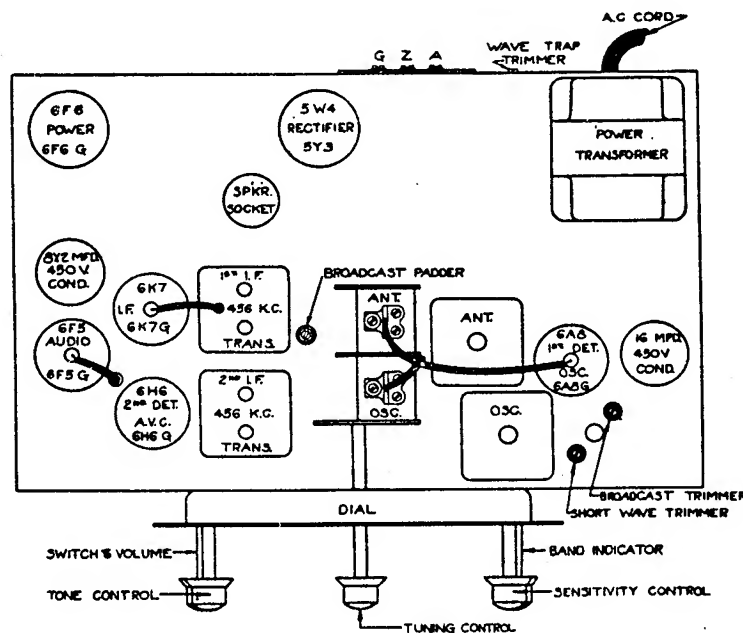 A.C CORD
G Z A
WAVE TRAP
TRIMMER
6F6
POWER
6F6 G
5W4
RECTIFIER
5Y3
POWER
TRANSFORMER
SPKR.
SOCKET
8X2 MFD.
450 V.
COND.
6K7
I.F.
6K7G
1ST I.F.
456 K.C.
TRANS.
BROADCAST PADDER
ANT.
ANT.
6A8
1ST DET.
OSC.
6A8G
16 MFD.
450V
COND.
6F5
AUDIO
6F5 G
6H6
2ND DET.
A.V.C.
6H6 G
2ND I.F.
456 K.C.
TRANS.
OSC.
OSC.
BROADCAST TRIMMER
SHORT WAVE TRIMMER
DIAL
SWITCH & VOLUME
BAND INDICATOR
TONE CONTROL
SENSITIVITY CONTROL
TUNING CONTROL